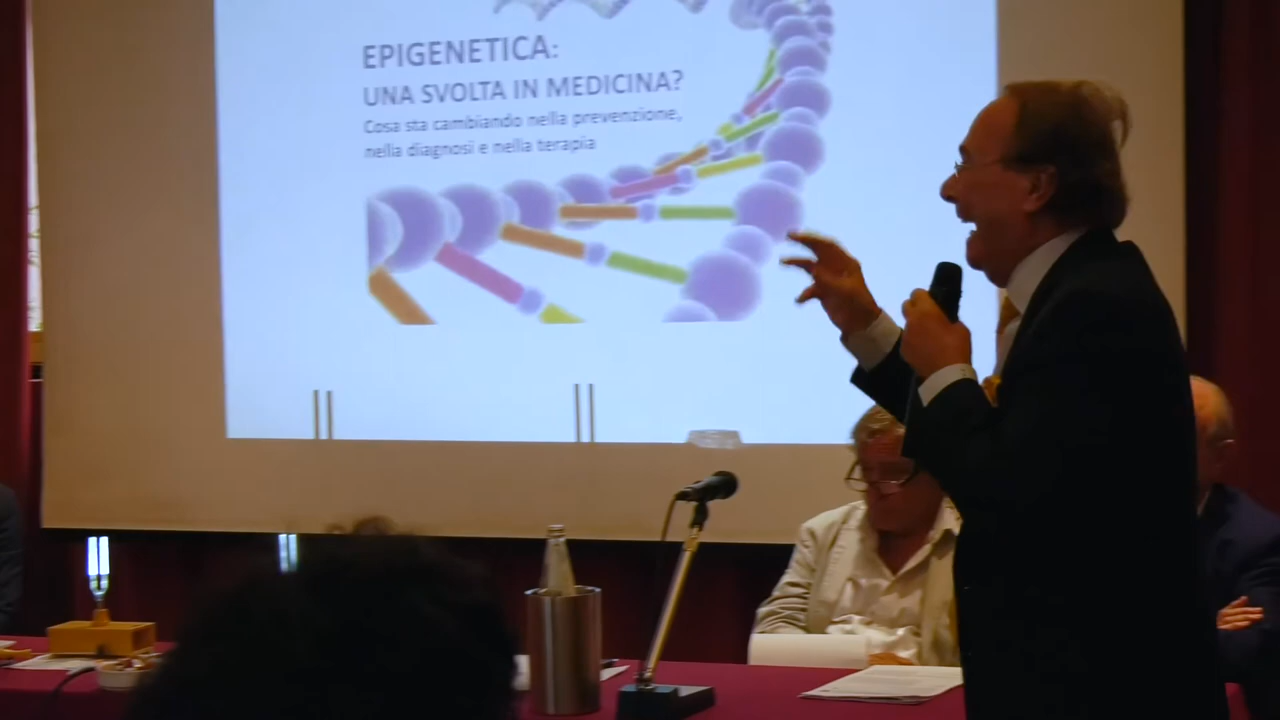 EPIGENETICA:
UNA SVOLTA IN MEDICINA?
Cosa sta cambiando nella prevenzione,
nella diagnosi e nella terapia